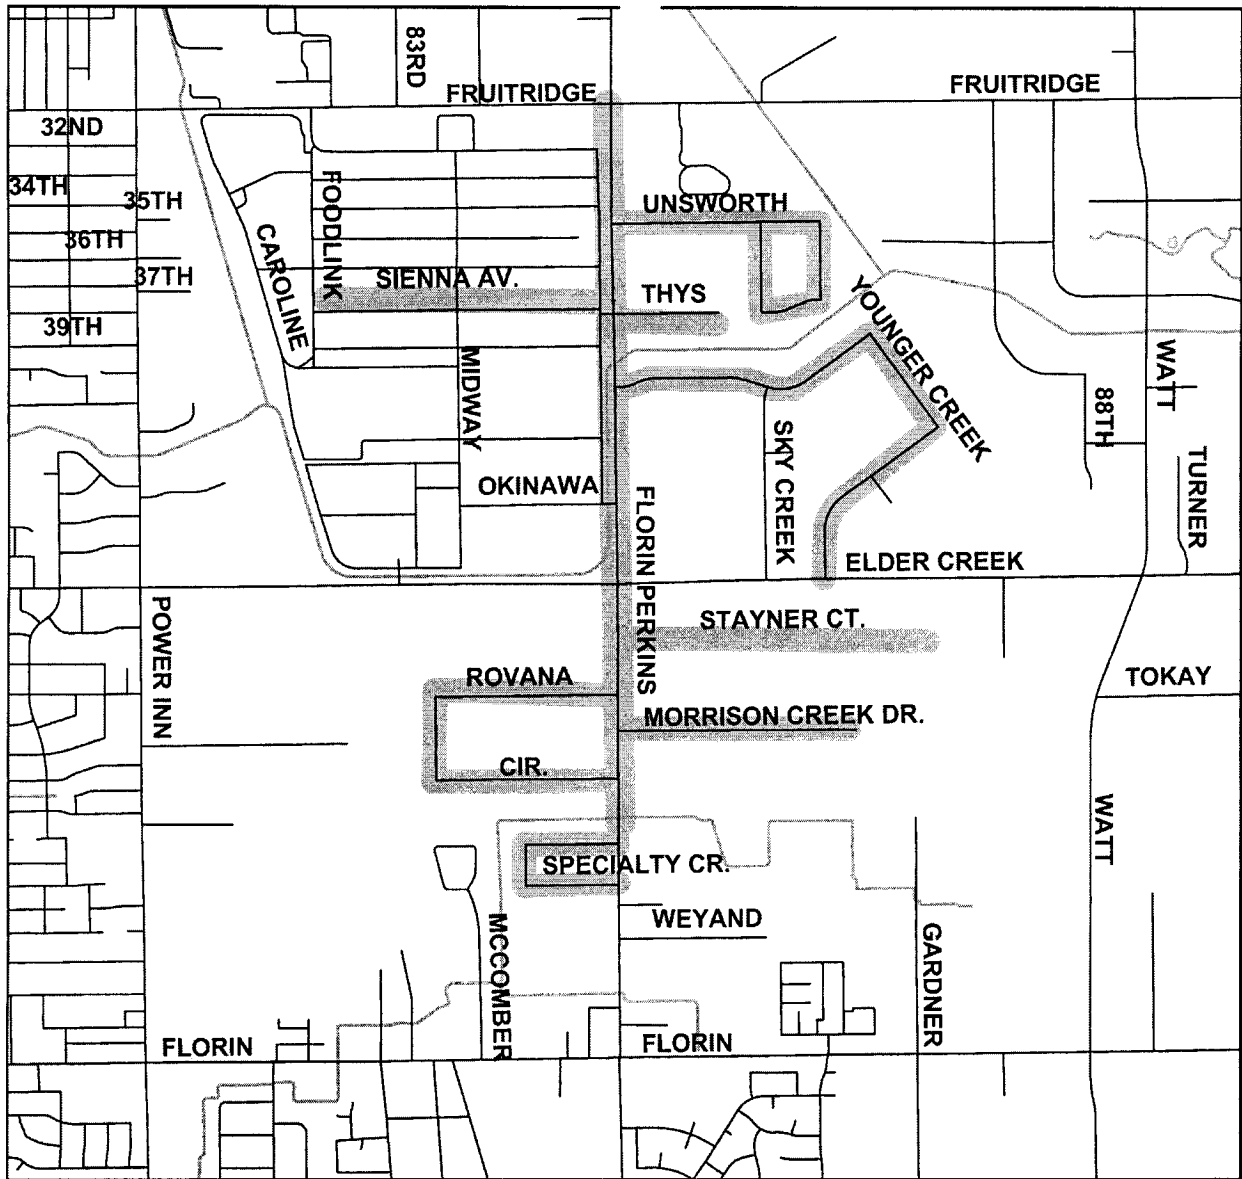 83RD
FRUITRIDGE
FRUITRIDGE
32ND
34TH
35TH
36TH
37TH
39TH
FOODLINK
CAROLINE
SIENNA AV.
UNSWORTH
THYS
YOUNGER CREEK
MIDWAY
WATT
88TH
TURNER
SKY CREEK
OKINAWA
FLORIN PERKINS
ELDER CREEK
POWER INN
STAYNER CT.
ROVANA
TOKAY
MORRISON CREEK DR.
CIR.
WATT
SPECIALTY CR.
WEYAND
MCCOMBER
GARDNER
FLORIN
FLORIN